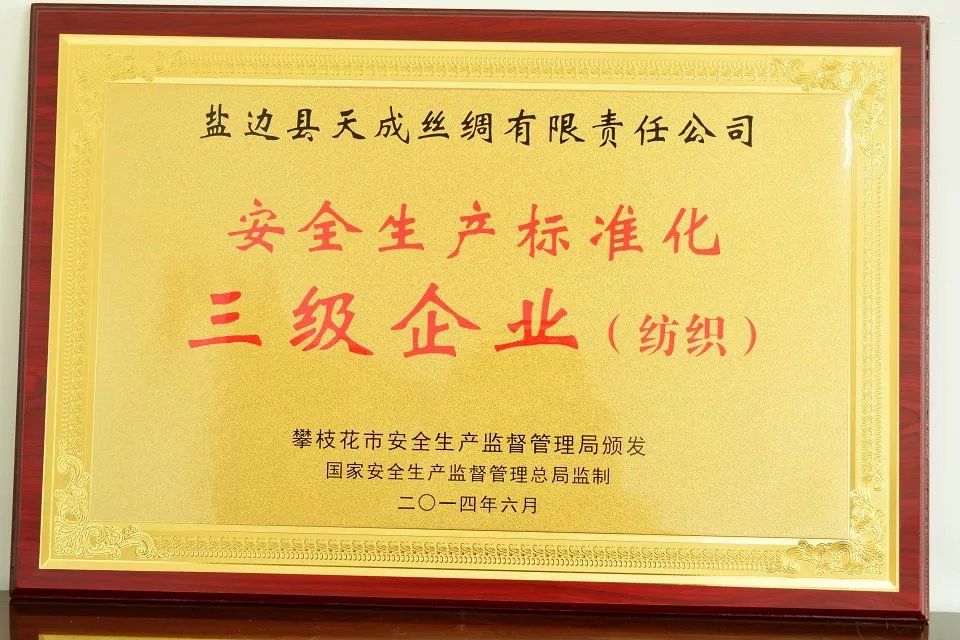 盐边县天成丝绸有限责任公司
安全生产标准化
三级企业（纺织）
攀枝花市安全生产监督管理局颁发
国家安全生产监督管理总局监制
二〇一四年六月